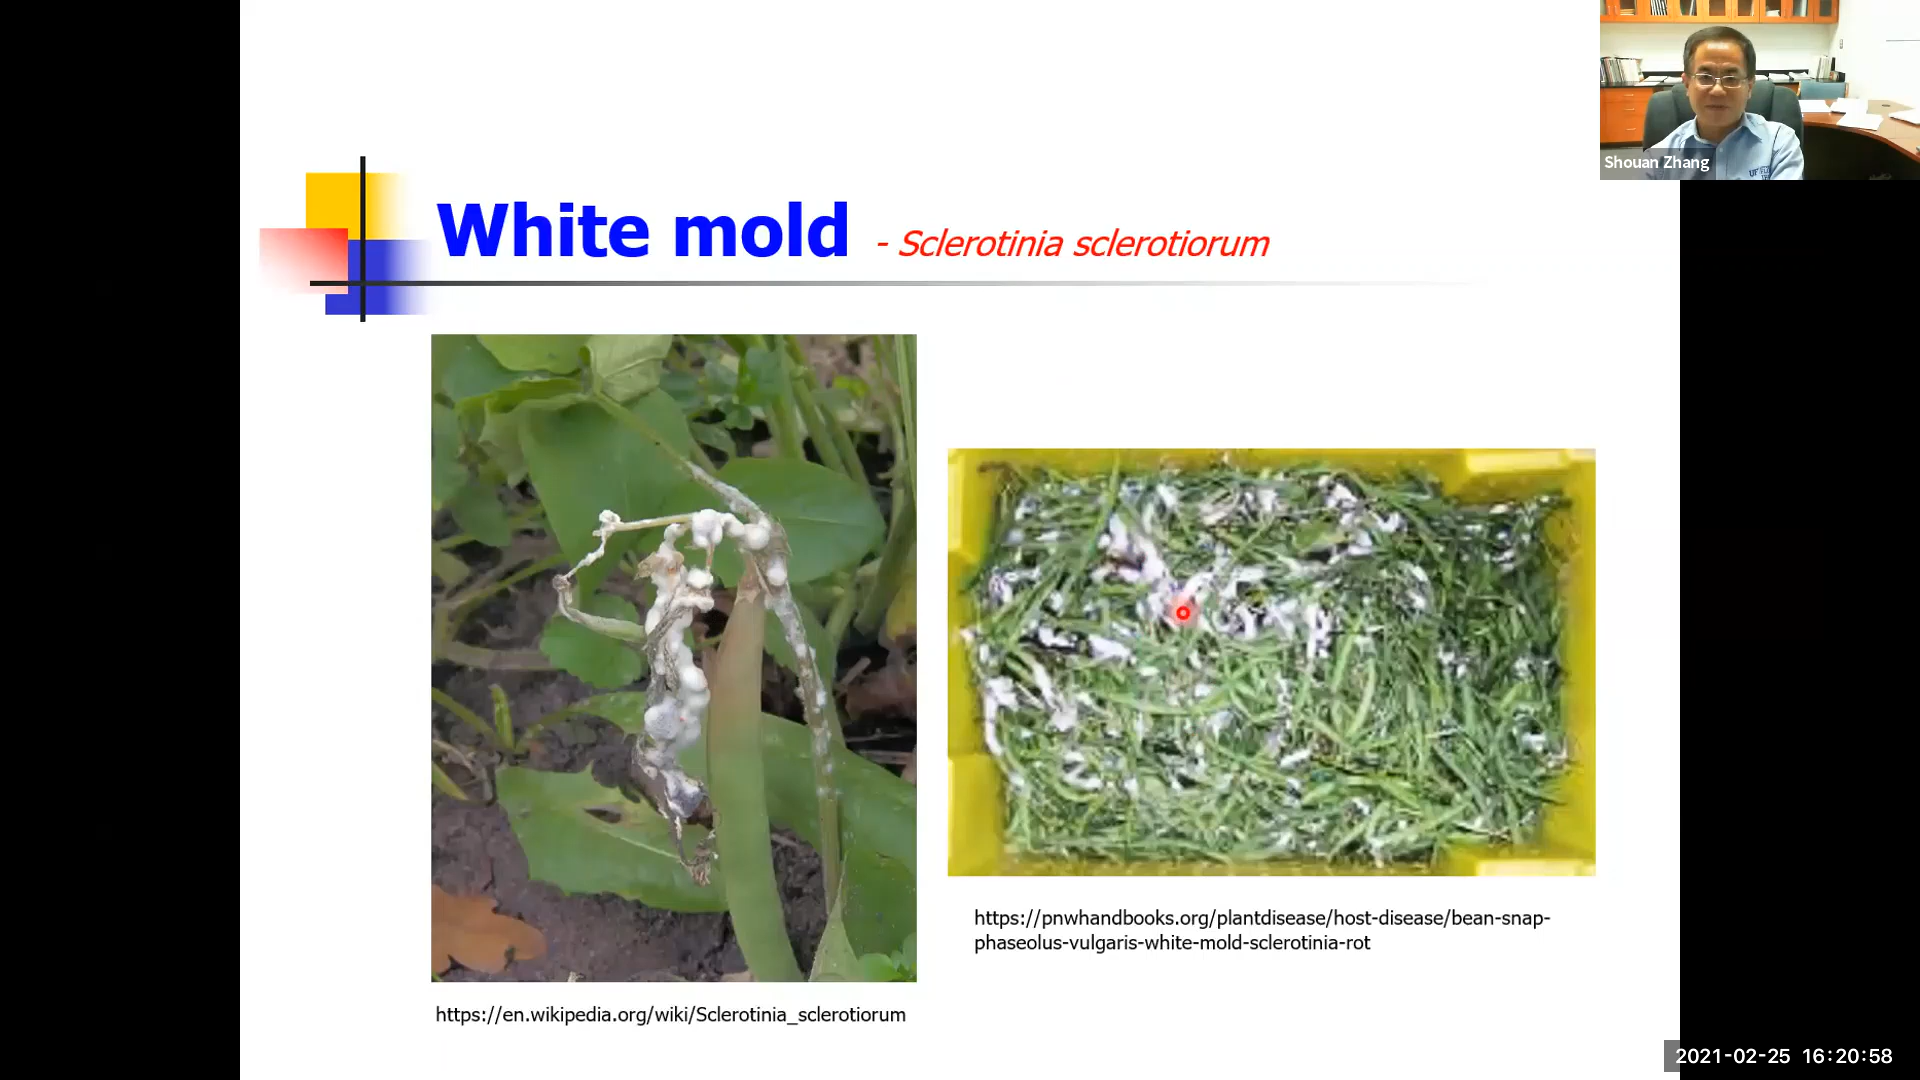 Shouan Zhang
White mold - Sclerotinia sclerotiorum
https://pnwhandbooks.org/plantdisease/host-disease/bean-snap-
phaseolus-vulgaris-white-mold-sclerotinia-rot
https://en.wikipedia.org/wiki/Sclerotinia_sclerotiorum
2021-02-25 16:20:58